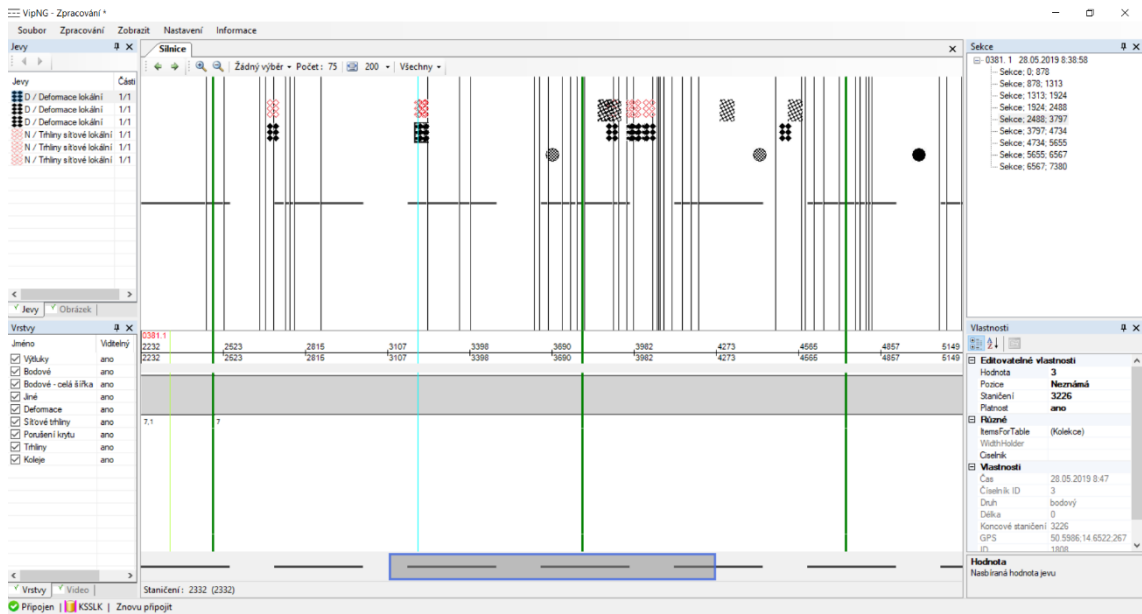 VipNG - Zpracování *
Soubor Zpracování Zobrazit Nastavení Informace
Jevy
Jevy Části
D / Deformace lokální 1/1
D / Deformace lokální 1/1
D / Deformace lokální 1/1
N / Trhliny síťové lokální 1/1
N / Trhliny síťové lokální 1/1
N / Trhliny síťové lokální 1/1
Jevy Obrázek
Vrstvy
Jméno Viditelný
Výtluky ano
Bodové ano
Bodové - celá šířka ano
Jiné ano
Deformace ano
Síťové trhliny ano
Porušení krytu ano
Trhliny ano
Koleje ano
Vrstvy Video
Silnice
Žádný výběr Počet: 75 200 Všechny
0381.1
2232 2523 2815 3107 3398 3690 3982 4273 4565 4857 5149
2232 2523 2815 3107 3398 3690 3982 4273 4565 4857 5149
7,1 7
Staničení: 2332 (2332)
Sekce
0381. 1 28.05.2019 8:38:58
Sekce; 0; 878
Sekce; 878; 1313
Sekce; 1313; 1924
Sekce; 1924; 2488
Sekce; 2488; 3797
Sekce; 3797; 4734
Sekce; 4734; 5655
Sekce; 5655; 6567
Sekce; 6567; 7380
Vlastnosti
Editovatelné vlastnosti
Hodnota 3
Pozice Neznámá
Staničení 3226
Platnost ano
Různé
ItemsForTable (Kolekce)
WidthHolder
Ciselnik
Vlastnosti
Čas 28.05.2019 8:47
Číselník ID 3
Druh bodový
Délka 0
Koncové staničení 3226
GPS 50.5986;14.6522.267
ID 1808
Hodnota
Nasbíraná hodnota jevu
Připojen | KSSLK | Znovu připojit